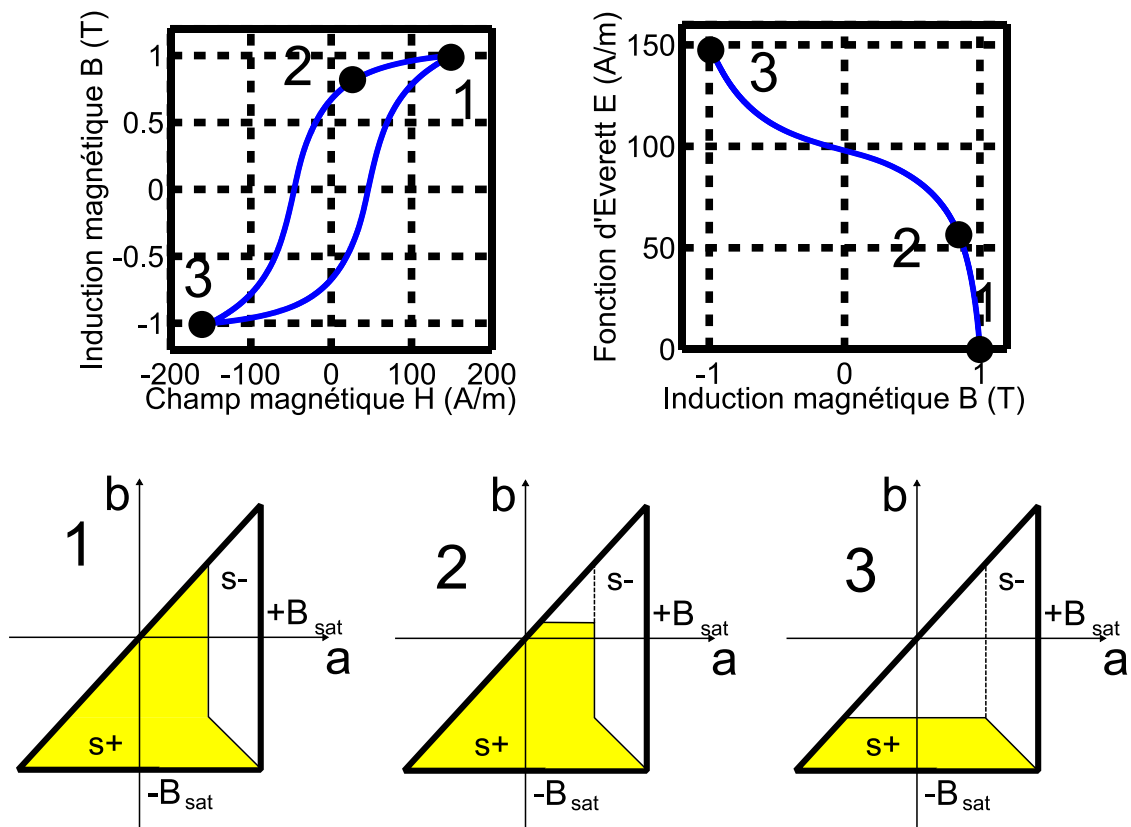 Induction magnétique B (T)
1
0.5
0
-0.5
-1
-200
-100
0
100
200
Champ magnétique H (A/m)
1
2
3
Fonction d'Everett E (A/m)
150
100
50
0
-1
0
1
Induction magnétique B (T)
3
2
1
1
b
s-
+B sat
a
s+
-B sat
2
b
s-
+B sat
a
s+
-B sat
3
b
s-
+B sat
a
s+
-B sat